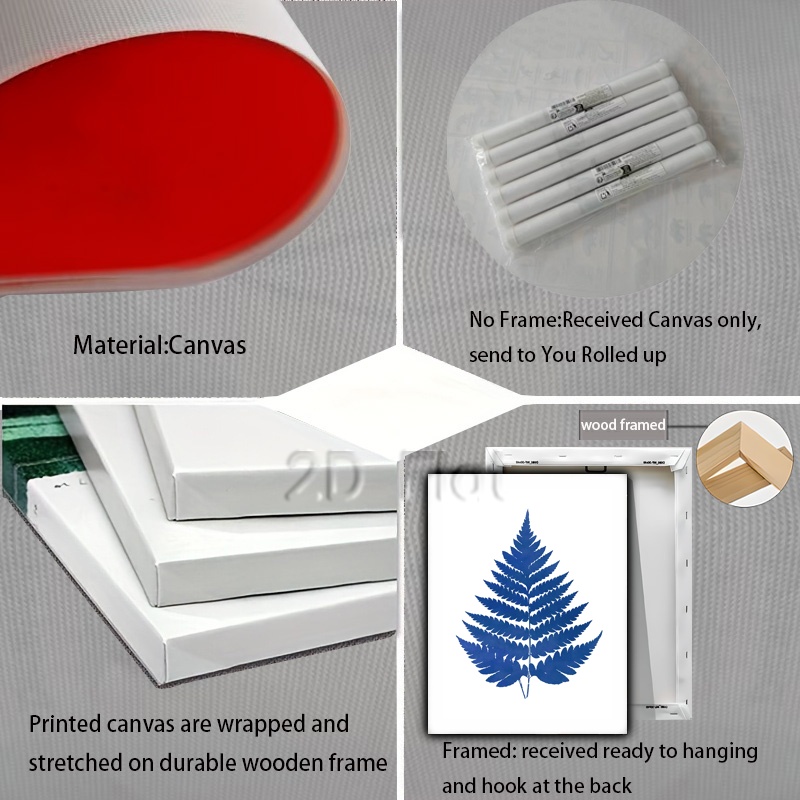 Material:Canvas
No Frame:Received Canvas only,
send to You Rolled up
2D Flat
wood framed
Printed canvas are wrapped and
stretched on durable wooden frame
Framed: received ready to hanging
and hook at the back